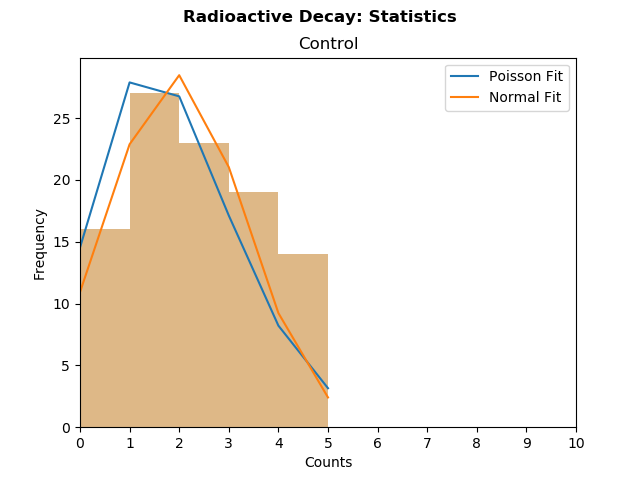 Radioactive Decay: Statistics
Control
Poisson Fit
Normal Fit
Frequency
25
20
15
10
5
0
0 1 2 3 4 5 6 7 8 9 10
Counts